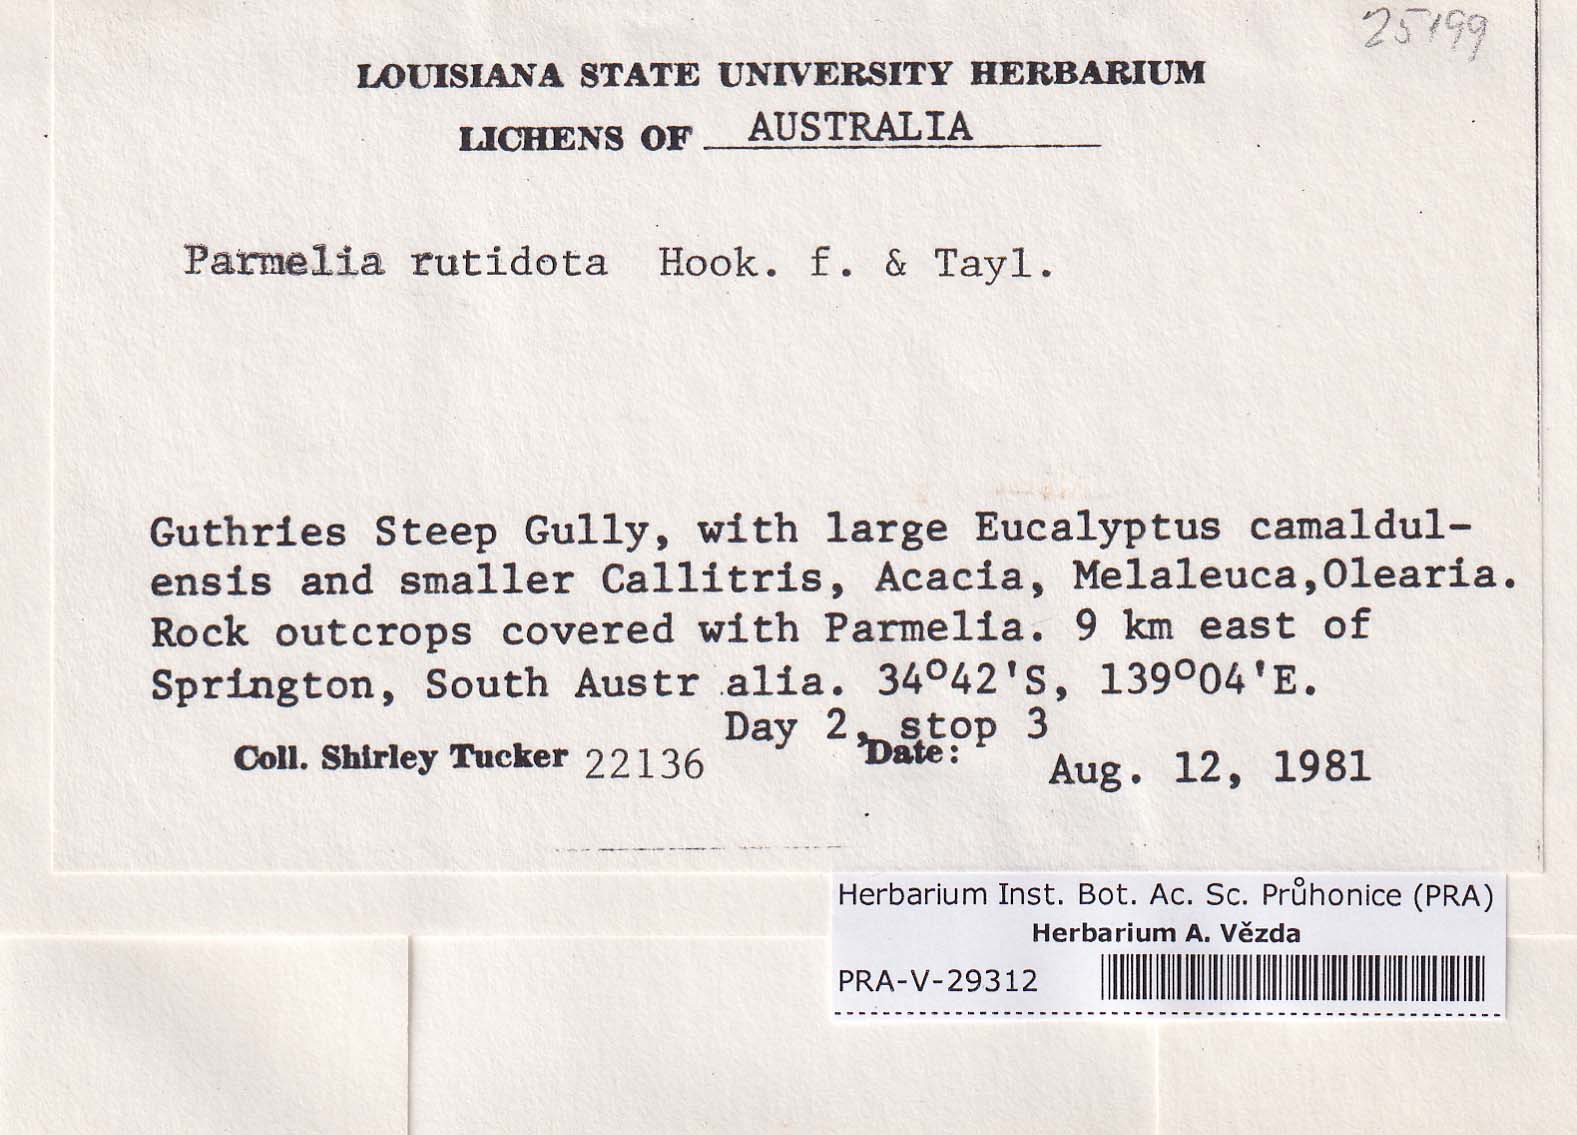 25199
LOUISIANA STATE UNIVERSITY HERBARIUM
LICHENS OF AUSTRALIA
Parmelia rutidota Hook. f. & Tayl.
Guthries Steep Gully, with large Eucalyptus camaldul-
ensis and smaller Callitris, Acacia, Melaleuca,Olearia.
Rock outcrops covered with Parmelia. 9 km east of
Springton, South Austr alia. 34°42'S, 139°04'E.
Day 2, stop 3
Coll. Shirley Tucker 22136 Date: Aug. 12, 1981
Herbarium Inst. Bot. Ac. Sc. Průhonice (PRA)
Herbarium A. Vězda
PRA-V-29312